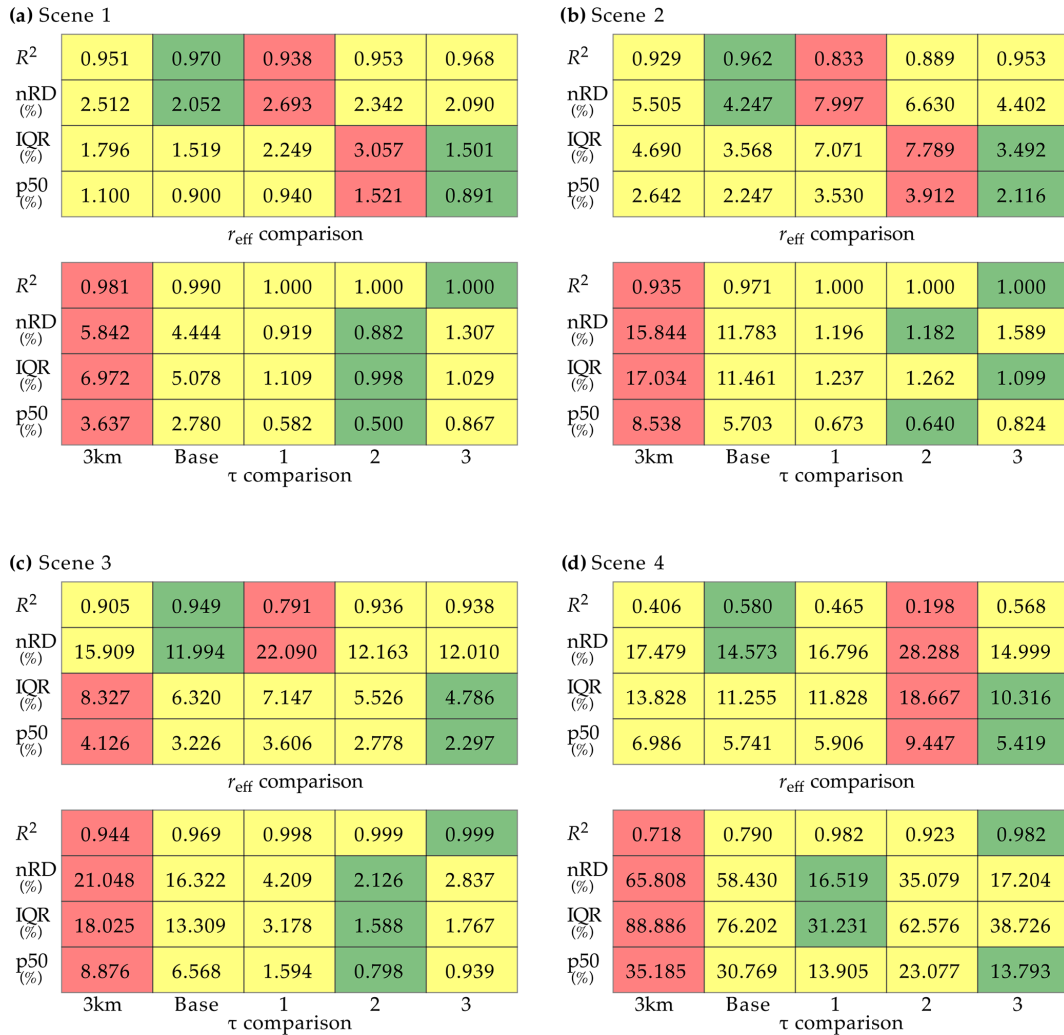 (a) Scene 1
R² 0.951 0.970 0.938 0.953 0.968
nRD (%) 2.512 2.052 2.693 2.342 2.090
IQR (%) 1.796 1.519 2.249 3.057 1.501
p50 (%) 1.100 0.900 0.940 1.521 0.891
r_eff comparison
R² 0.981 0.990 1.000 1.000 1.000
nRD (%) 5.842 4.444 0.919 0.882 1.307
IQR (%) 6.972 5.078 1.109 0.998 1.029
p50 (%) 3.637 2.780 0.582 0.500 0.867
3km Base 1 2 3
τ comparison
(b) Scene 2
0.929 0.962 0.833 0.889 0.953
5.505 4.247 7.997 6.630 4.402
4.690 3.568 7.071 7.789 3.492
2.642 2.247 3.530 3.912 2.116
r_eff comparison
0.935 0.971 1.000 1.000 1.000
15.844 11.783 1.196 1.182 1.589
17.034 11.461 1.237 1.262 1.099
8.538 5.703 0.673 0.640 0.824
3km Base 1 2 3
τ comparison
(c) Scene 3
R² 0.905 0.949 0.791 0.936 0.938
nRD (%) 15.909 11.994 22.090 12.163 12.010
IQR (%) 8.327 6.320 7.147 5.526 4.786
p50 (%) 4.126 3.226 3.606 2.778 2.297
r_eff comparison
R² 0.944 0.969 0.998 0.999 0.999
nRD (%) 21.048 16.322 4.209 2.126 2.837
IQR (%) 18.025 13.309 3.178 1.588 1.767
p50 (%) 8.876 6.568 1.594 0.798 0.939
3km Base 1 2 3
τ comparison
(d) Scene 4
R² 0.406 0.580 0.465 0.198 0.568
nRD (%) 17.479 14.573 16.796 28.288 14.999
IQR (%) 13.828 11.255 11.828 18.667 10.316
p50 (%) 6.986 5.741 5.906 9.447 5.419
r_eff comparison
R² 0.718 0.790 0.982 0.923 0.982
nRD (%) 65.808 58.430 16.519 35.079 17.204
IQR (%) 88.886 76.202 31.231 62.576 38.726
p50 (%) 35.185 30.769 13.905 23.077 13.793
3km Base 1 2 3
τ comparison